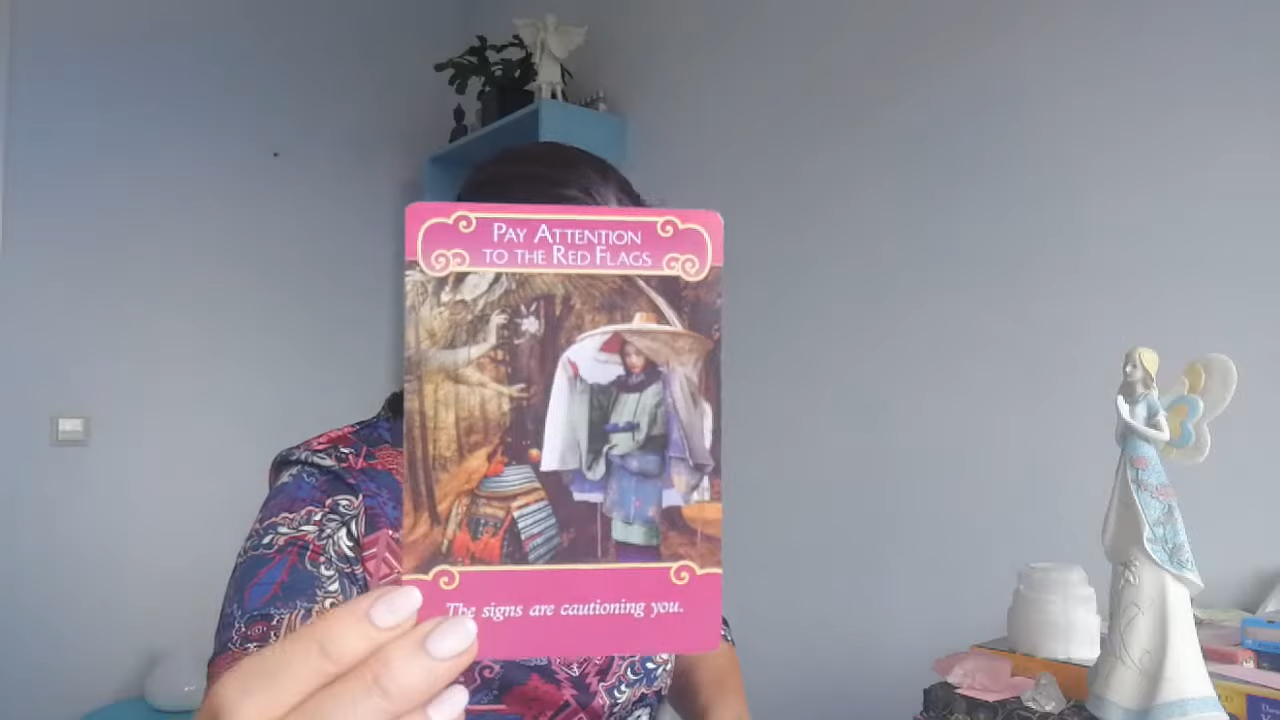 PAY ATTENTION
TO THE RED FLAGS
The signs are cautioning you.